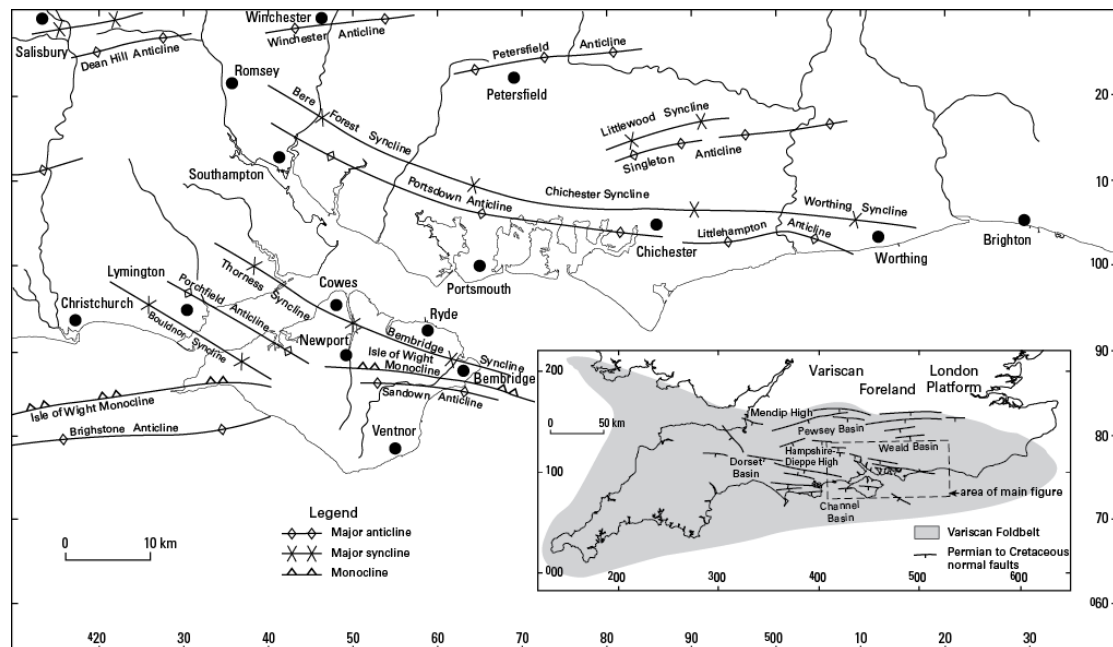 Winchester
Winchester Anticline
Salisbury
Dean Hill Anticline
Romsey
Petersfield Anticline
Petersfield
20
Bere Forest Syncline
Littlewood Syncline
Singleton Anticline
Southampton
10
Portsdown Anticline
Chichester Syncline
Worthing Syncline
Littlehampton Anticline
Chichester
Worthing
Brighton
Portsmouth
100
Lymington
Thorness Syncline
Porchfield Anticline
Cowes
Christchurch
Bouldnor Syncline
Ryde
Newport
Bembridge Syncline
Isle of Wight
Monocline
Bembridge
90
Isle of Wight Monocline
Sandown Anticline
Brighstone Anticline
Ventnor
80
70
060
Legend
Major anticline
Major syncline
Monocline
0 10 km
420 30 40 50 60 70 80 90 500 10 20 30
200
Variscan
Foreland
London
Platform
0 50 km
Mendip High
Pewsey Basin
Weald Basin
Hampshire-
Dieppe High
Dorset
Basin
100
area of main figure
Channel
Basin
Variscan Foldbelt
Permian to Cretaceous
normal faults
000
200 300 400 500 600